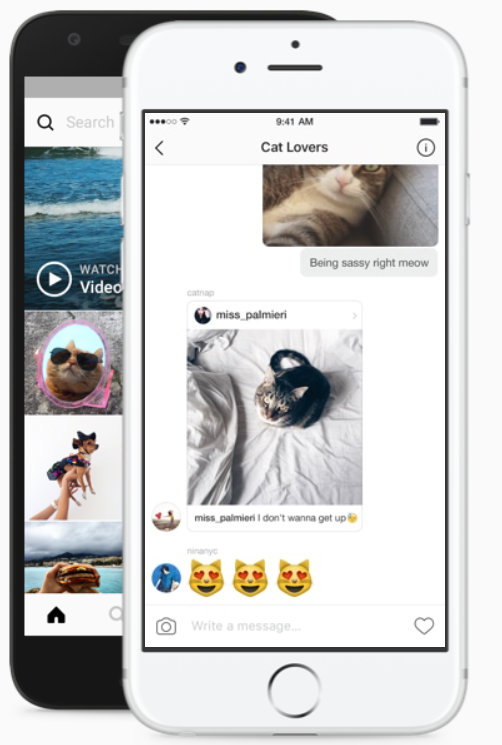 Search
WATCH
Video
9:41 AM
Cat Lovers
Being sassy right meow
catnap
miss_palmieri
miss_palmieri I don't wanna get up
ninanyc
Write a message...